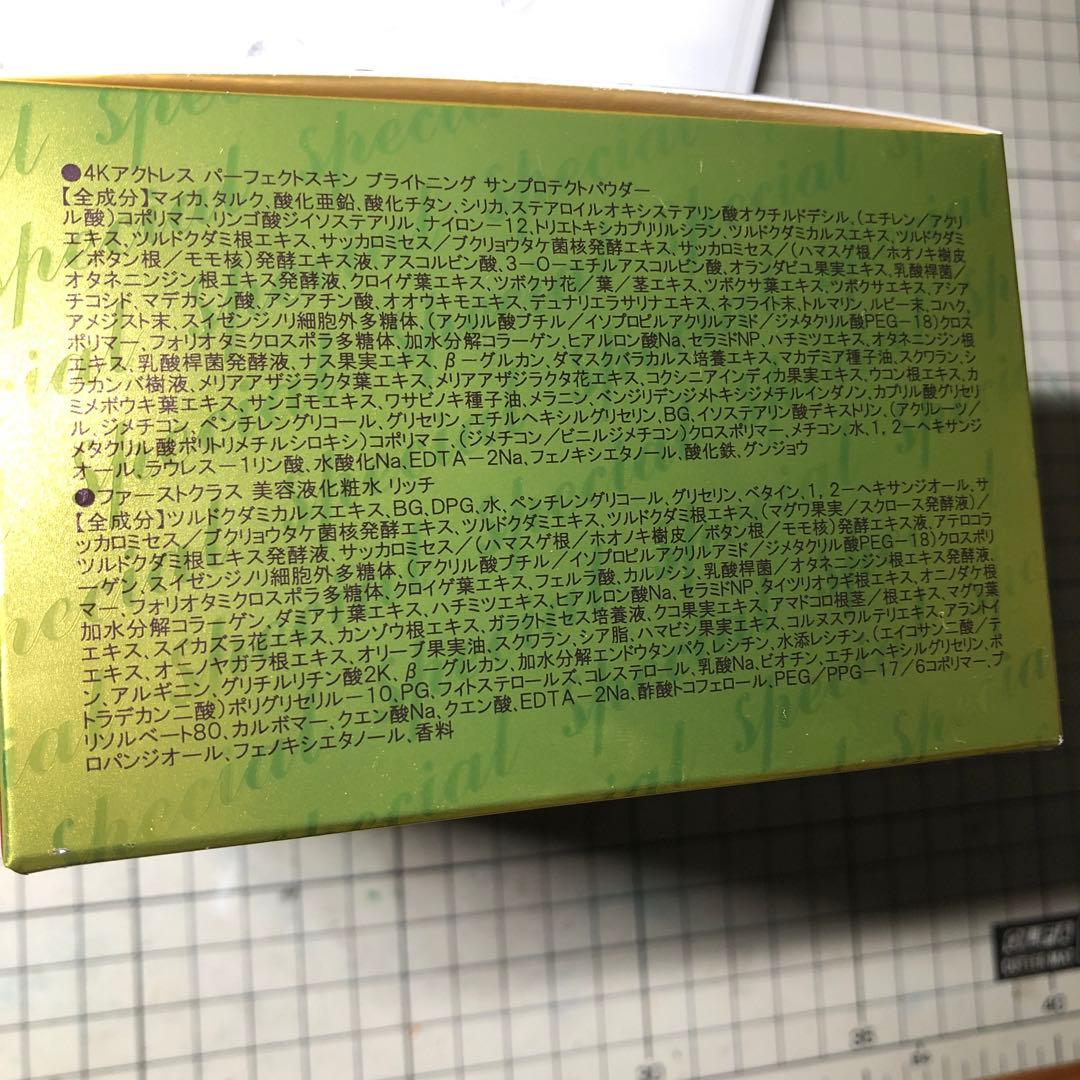 ●4Kアクトレス パーフェクトスキン ブライトニング サンプロテクトパウダー
【全成分】マイカ、タルク、酸化亜鉛、酸化チタン、シリカ、ステアロイルオキシステアリン酸オクチルドデシル、(エチレン/アクリ
ル酸)コポリマー、リンゴ酸ジイソステアリル、ナイロン-12、トリエトキシカプリリルシラン、ツルドクダミカルスエキス、ツルドクダミ
エキス、ツルドクダミ根エキス、サッカロミセス/ブクリョウタケ菌核発酵エキス、サッカロミセス/(ハマスゲ根/ホオノキ樹皮
/ボタン根/モモ核)発酵エキス液、アスコルビン酸、3-O-エチルアスコルビン酸、オランダビユ果実エキス、乳酸桿菌/
オタネニンジン根エキス発酵液、クロイゲ葉エキス、ツボクサ花/葉/茎エキス、ツボクサ葉エキス、ツボクサエキス、アシア
チコシド、マデカシン酸、アシアチン酸、オオウキモエキス、デュナリエラサリナエキス、ネフライト末、トルマリン、ルビー末、コハク、
アメジスト末、スイゼンジノリ細胞外多糖体、(アクリル酸ブチル/イソプロピルアクリルアミド/ジメタクリル酸PEG-18)クロス
ポリマー、フォリオタミクロスポラ多糖体、加水分解コラーゲン、ヒアルロン酸Na、セラミドNP、ハチミツエキス、オタネニンジン根
エキス、乳酸桿菌発酵液、ナス果実エキス、β-グルカン、ダマスクバラカルス培養エキス、マカデミア種子油、スクワラン、シ
ラカンバ樹液、メリアアザジラクタ葉エキス、メリアアザジラクタ花エキス、コクシニアインディカ果実エキス、ウコン根エキス、カ
ミメボウキ葉エキス、サンゴモエキス、ワサビノキ種子油、メラニン、ベンジリデンジメトキシジメチルインダノン、カプリル酸グリセリ
ル、ジメチコン、ペンチレングリコール、グリセリン、エチルヘキシルグリセリン、BG、イソステアリン酸デキストリン、(アクリレーツ/
メタクリル酸ポリトリメチルシロキシ)コポリマー、(ジメチコン/ビニルジメチコン)クロスポリマー、メチコン、水、1,2-ヘキサンジ
オール、ラウレス-1リン酸、水酸化Na、EDTA-2Na、フェノキシエタノール、酸化鉄、グンジョウ
●ファーストクラス 美容液化粧水 リッチ
【全成分】ツルドクダミカルスエキス、BG、DPG、水、ペンチレングリコール、グリセリン、ベタイン、1,2-ヘキサンジオール、サ
ッカロミセス/ブクリョウタケ菌核発酵エキス、ツルドクダミエキス、ツルドクダミ根エキス、(マグワ果実/スクロース発酵液)/
ツルドクダミ根エキス発酵液、サッカロミセス/(ハマスゲ根/ホオノキ樹皮/ボタン根/モモ核)発酵エキス液、アテロコラ
ーゲン、スイゼンジノリ細胞外多糖体、(アクリル酸ブチル/イソプロピルアクリルアミド/ジメタクリル酸PEG-18)クロスポリ
マー、フォリオタミクロスポラ多糖体、クロイゲ葉エキス、フェルラ酸、カルノシン、乳酸桿菌/オタネニンジン根エキス発酵液、
加水分解コラーゲン、ダミアナ葉エキス、ハチミツエキス、ヒアルロン酸Na、セラミドNP、タイツリオウギ根エキス、オニノダケ根
エキス、スイカズラ花エキス、カンゾウ根エキス、ガラクトミセス培養液、クコ果実エキス、アマドコロ根茎/根エキス、マグワ葉
エキス、オニノヤガラ根エキス、オリーブ果実油、スクワラン、シア脂、ハマビシ果実エキス、コルヌスワルテリエキス、アラントイ
ン、アルギニン、グリチルリチン酸2K、β-グルカン、加水分解エンドウタンパク、レシチン、水添レシチン、(エイコサン二酸/テ
トラデカン二酸)ポリグリセリル-10、PG、フィトステロールズ、コレステロール、乳酸Na、ビオチン、エチルヘキシルグリセリン、ポ
リソルベート80、カルボマー、クエン酸Na、クエン酸、EDTA-2Na、酢酸トコフェロール、PEG/PPG-17/6コポリマー、プ
ロパンジオール、フェノキシエタノール、香料
special special special
special
OLFA
CUTTER MAT